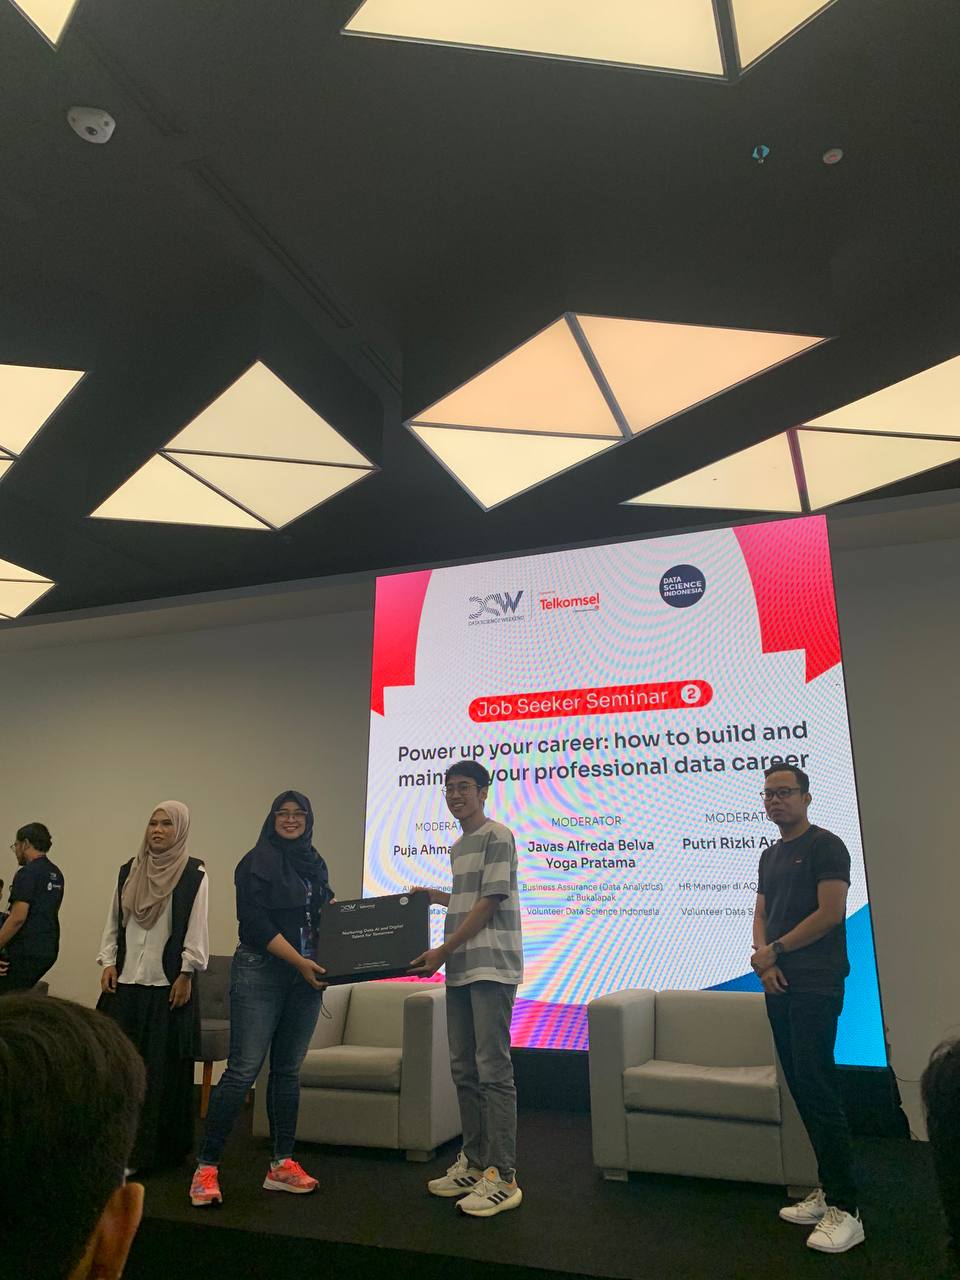 DSW
DATA SCIENCE WEEKEND
Telkomsel
DATA
SCIENCE
INDONESIA
Job Seeker Seminar 2
Power up your career: how to build and
your professional data career
MODERATOR
Javas Alfreda Belva
Yoga Pratama
Business Assurance (Data Analytics)
at Bukalapak
Volunteer Data Science Indonesia
Puja
Putri Rizki
HR Manager di
Volunteer Data
DSW
Nurturing Data AI and Digital
Talent for Tomorrow